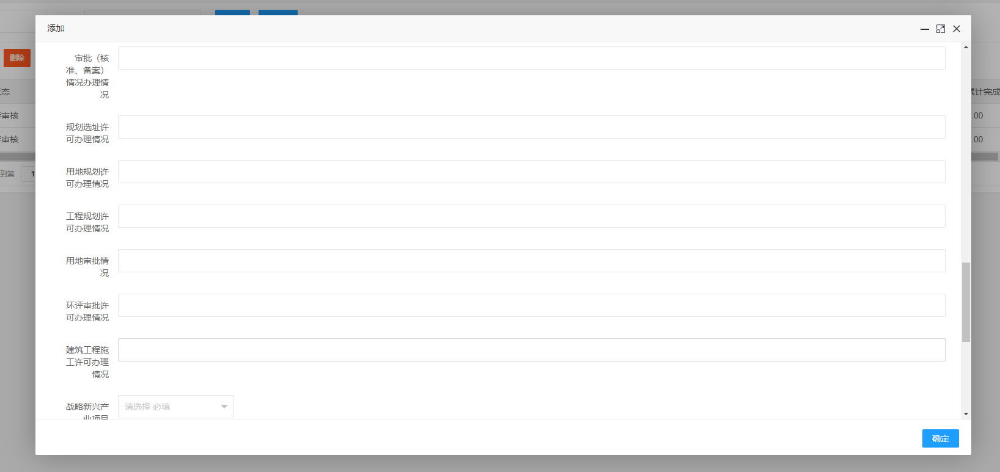 添加
删除
审批（核
准、备案）
情况办理情
况
态
累计完成
审核
.00
规划选址许
可办理情况
审核
.00
用地规划许
可办理情况
到第
1
工程规划许
可办理情况
用地审批情
况
环评审批许
可办理情况
建筑工程施
工许可办理
情况
战略新兴产
业项目
请选择 必填
确定